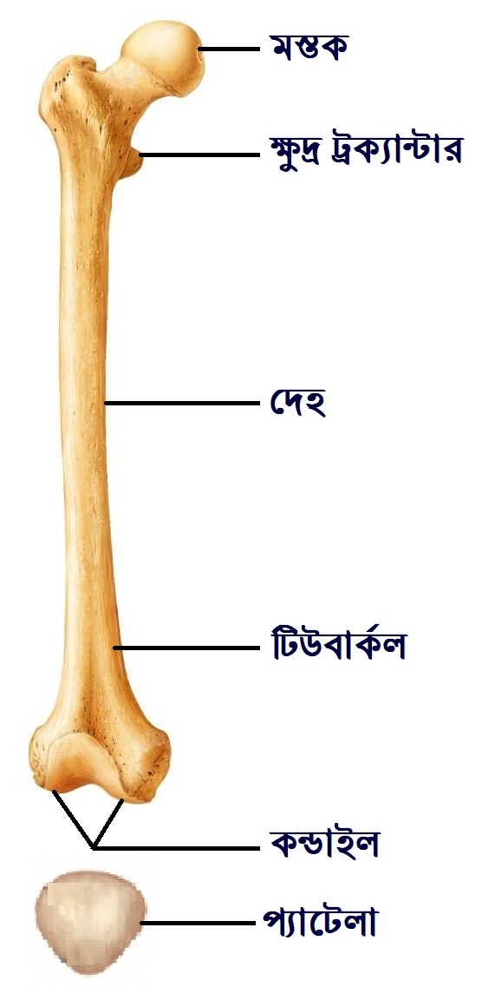 মস্তক
ক্ষুদ্র ট্রক্যান্টার
দেহ
টিউবার্কল
কন্ডাইল
প্যাটেলা